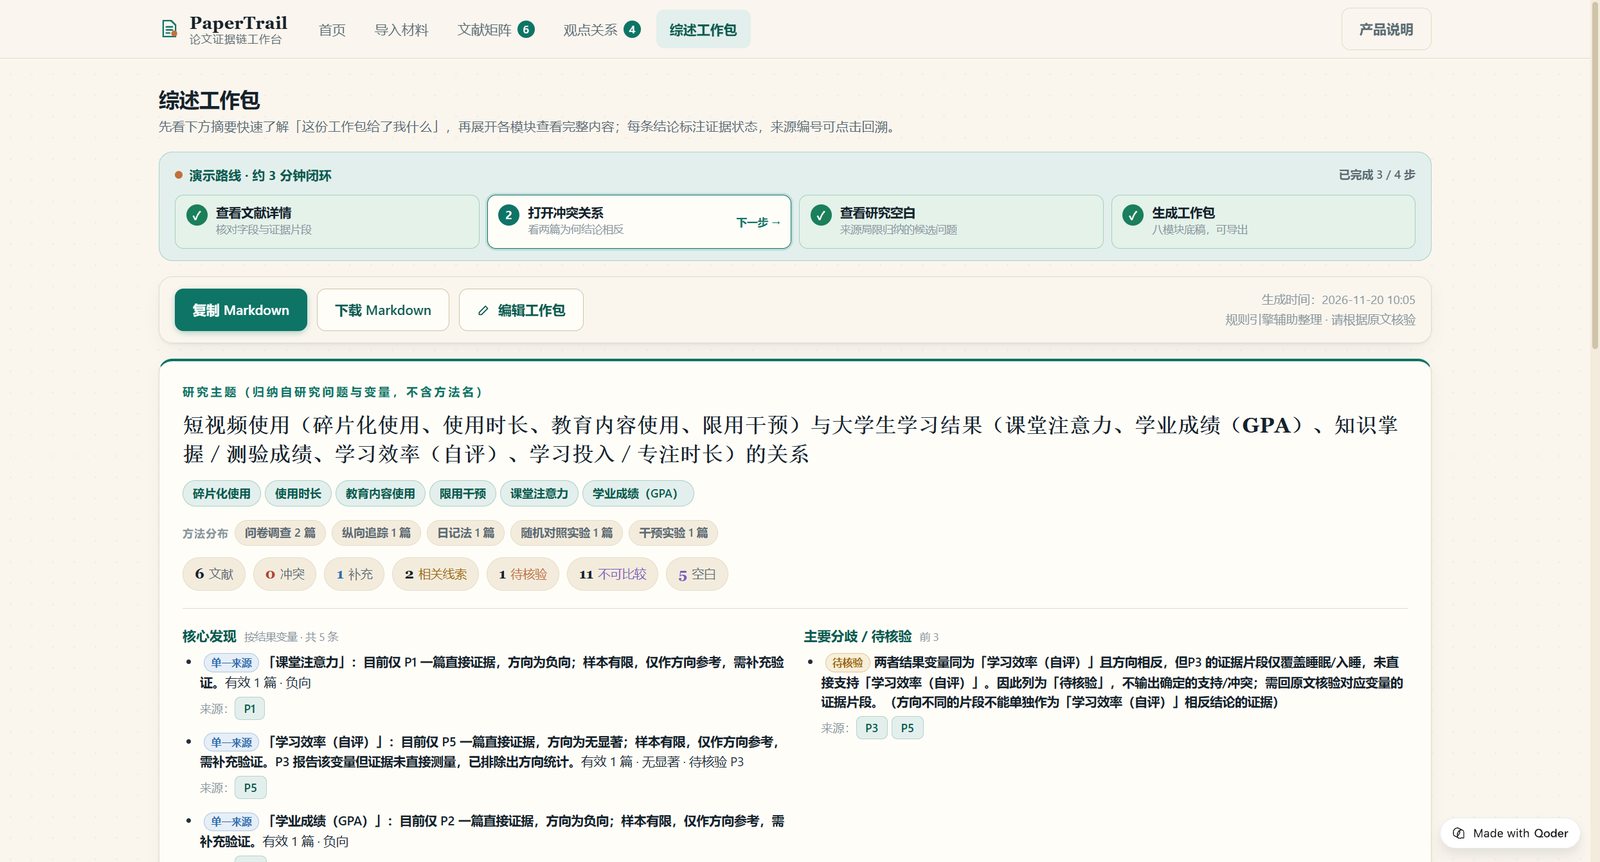 PaperTrail
论文证据链工作台
首页
导入材料
文献矩阵 6
观点关系 4
综述工作包
产品说明
综述工作包
先看下方摘要快速了解「这份工作包给了我什么」，再展开各模块查看完整内容；每条结论标注证据状态，来源编号可点击回溯。
演示路线 · 约 3 分钟闭环
已完成 3 / 4 步
查看文献详情
核对字段与证据片段
2
打开冲突关系
看两篇为何结论相反
下一步 →
查看研究空白
来源局限归纳的候选问题
生成工作包
八模块底稿，可导出
复制 Markdown
下载 Markdown
编辑工作包
生成时间：2026-11-20 10:05
规则引擎辅助整理 · 请根据原文核验
研究主题（归纳自研究问题与变量，不含方法名）
短视频使用（碎片化使用、使用时长、教育内容使用、限用干预）与大学生学习结果（课堂注意力、学业成绩（GPA）、知识掌
握 / 测验成绩、学习效率（自评）、学习投入 / 专注时长）的关系
碎片化使用
使用时长
教育内容使用
限用干预
课堂注意力
学业成绩（GPA）
方法分布
问卷调查 2 篇
纵向追踪 1 篇
日记法 1 篇
随机对照实验 1 篇
干预实验 1 篇
6 文献
0 冲突
1 补充
2 相关线索
1 待核验
11 不可比较
5 空白
核心发现 按结果变量 · 共 5 条
单一来源 「课堂注意力」：目前仅 P1 一篇直接证据，方向为负向；样本有限，仅作方向参考，需补充验
证。有效 1 篇 · 负向
来源： P1
单一来源 「学习效率（自评）」：目前仅 P5 一篇直接证据，方向为无显著；样本有限，仅作方向参考，
需补充验证。P3 报告该变量但证据未直接测量，已排除出方向统计。有效 1 篇 · 无显著 · 待核验 P3
来源： P5
单一来源 「学业成绩（GPA）」：目前仅 P2 一篇直接证据，方向为负向；样本有限，仅作方向参考，需
补充验证。有效 1 篇 · 负向
主要分歧 / 待核验 前 3
待核验 两者结果变量同为「学习效率（自评）」且方向相反，但P3 的证据片段仅覆盖睡眠/入睡，未直
接支持「学习效率（自评）」。因此列为「待核验」，不输出确定的支持/冲突；需回原文核验对应变量的
证据片段。（方向不同的片段不能单独作为「学习效率（自评）」相反结论的证据）
来源： P3 P5
Made with Qoder